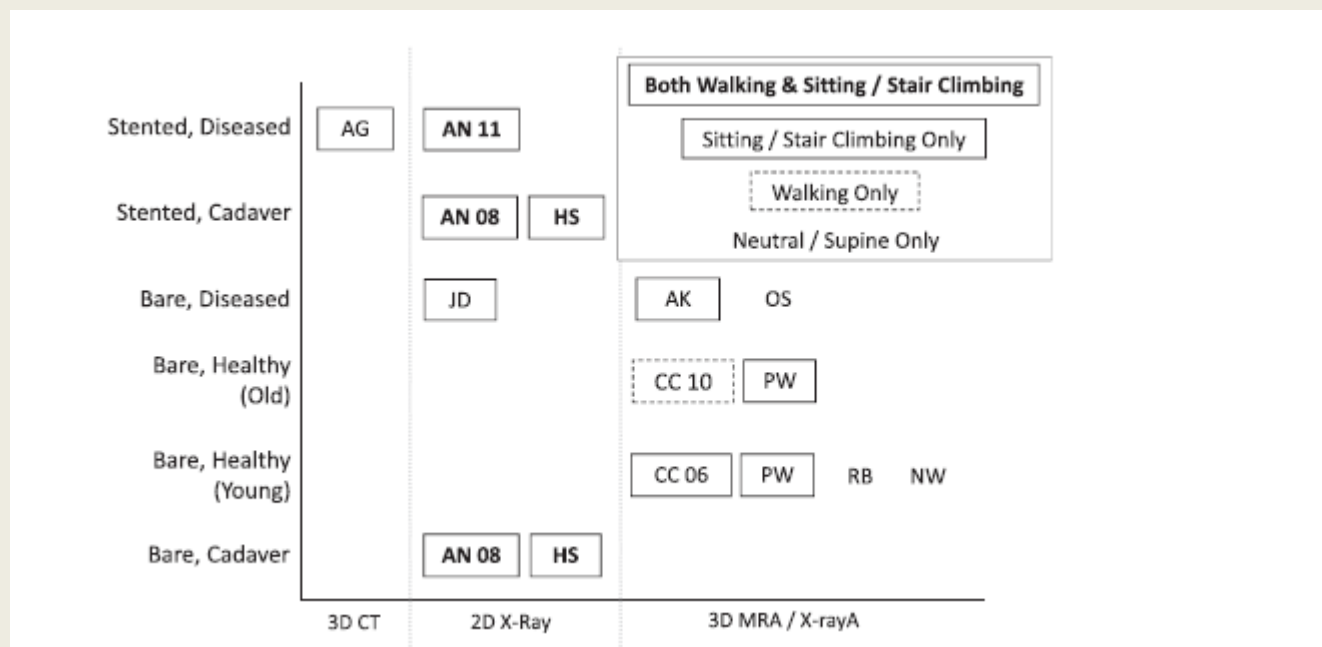 Both Walking & Sitting / Stair Climbing
Sitting / Stair Climbing Only
Walking Only
Neutral / Supine Only
Stented, Diseased
AG
AN 11
Stented, Cadaver
AN 08
HS
Bare, Diseased
JD
AK
OS
Bare, Healthy
(Old)
CC 10
PW
Bare, Healthy
(Young)
CC 06
PW
RB
NW
Bare, Cadaver
AN 08
HS
3D CT
2D X-Ray
3D MRA / X-rayA